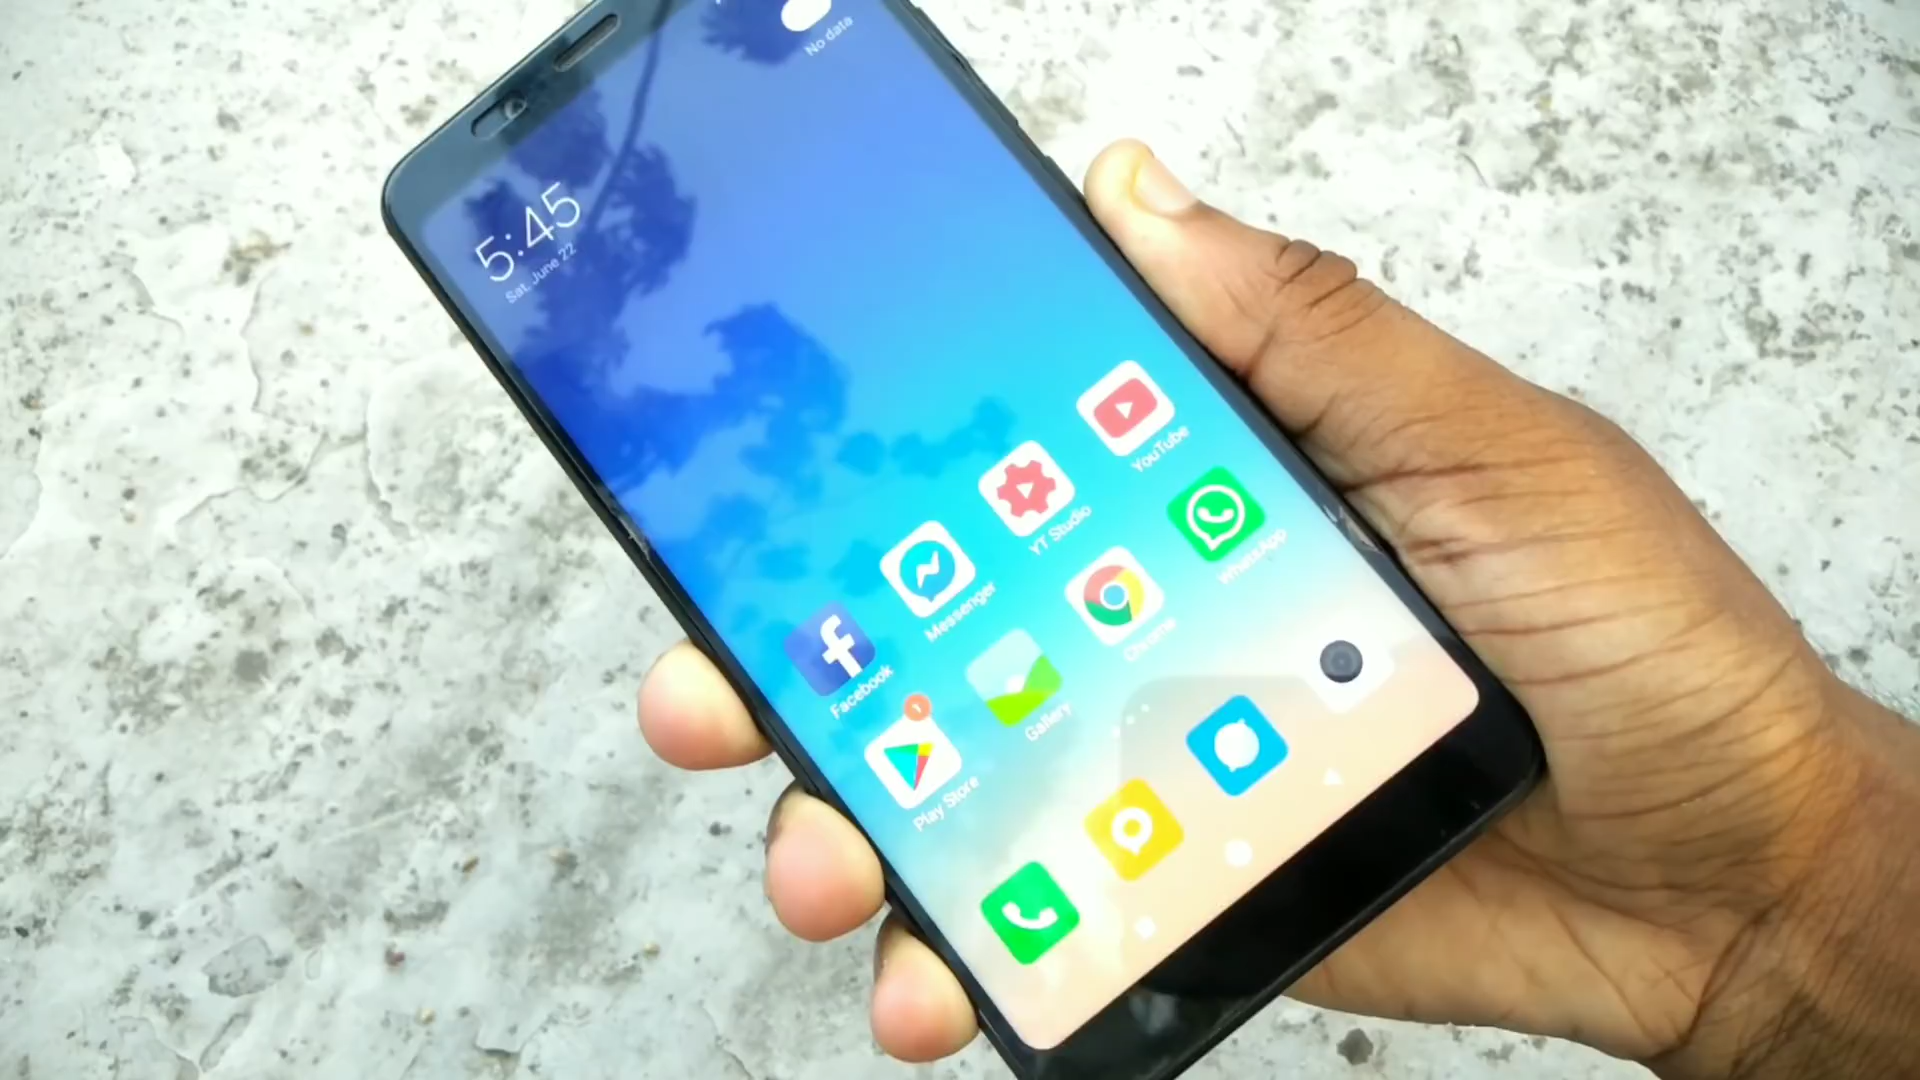 No data
5:45
Sat, June 22
Facebook
Messenger
YT Studio
YouTube
1
Play Store
Gallery
Chrome
WhatsApp